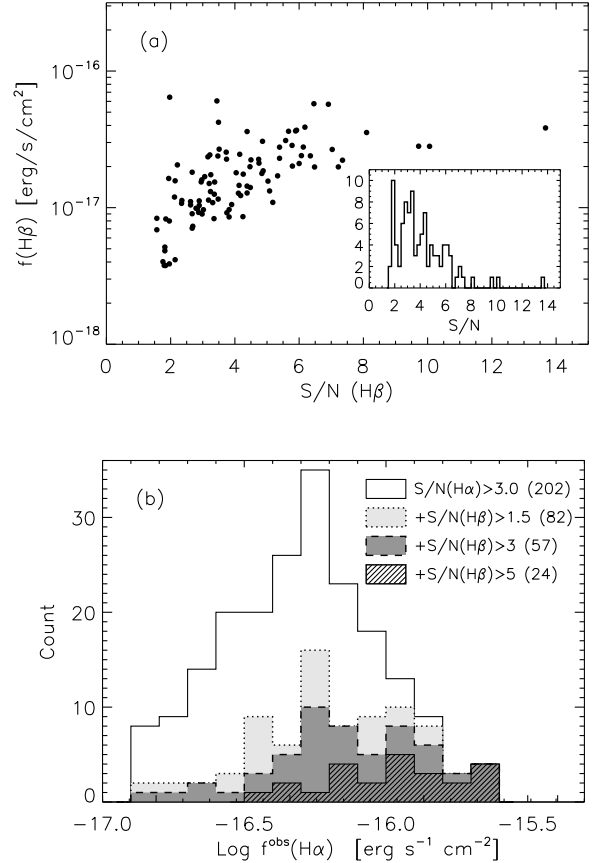 (a)
f(Hβ) [erg/s/cm²]
10⁻¹⁶
10⁻¹⁷
10⁻¹⁸
10
8
6
4
2
0
0 2 4 6 8 10 12 14
S/N
0 2 4 6 8 10 12 14
S/N (Hβ)
(b)
S/N(Hα)>3.0 (202)
+S/N(Hβ)>1.5 (82)
+S/N(Hβ)>3 (57)
+S/N(Hβ)>5 (24)
Count
30
20
10
0
−17.0 −16.5 −16.0 −15.5
Log fᵒᵇˢ(Hα) [erg s⁻¹ cm⁻²]